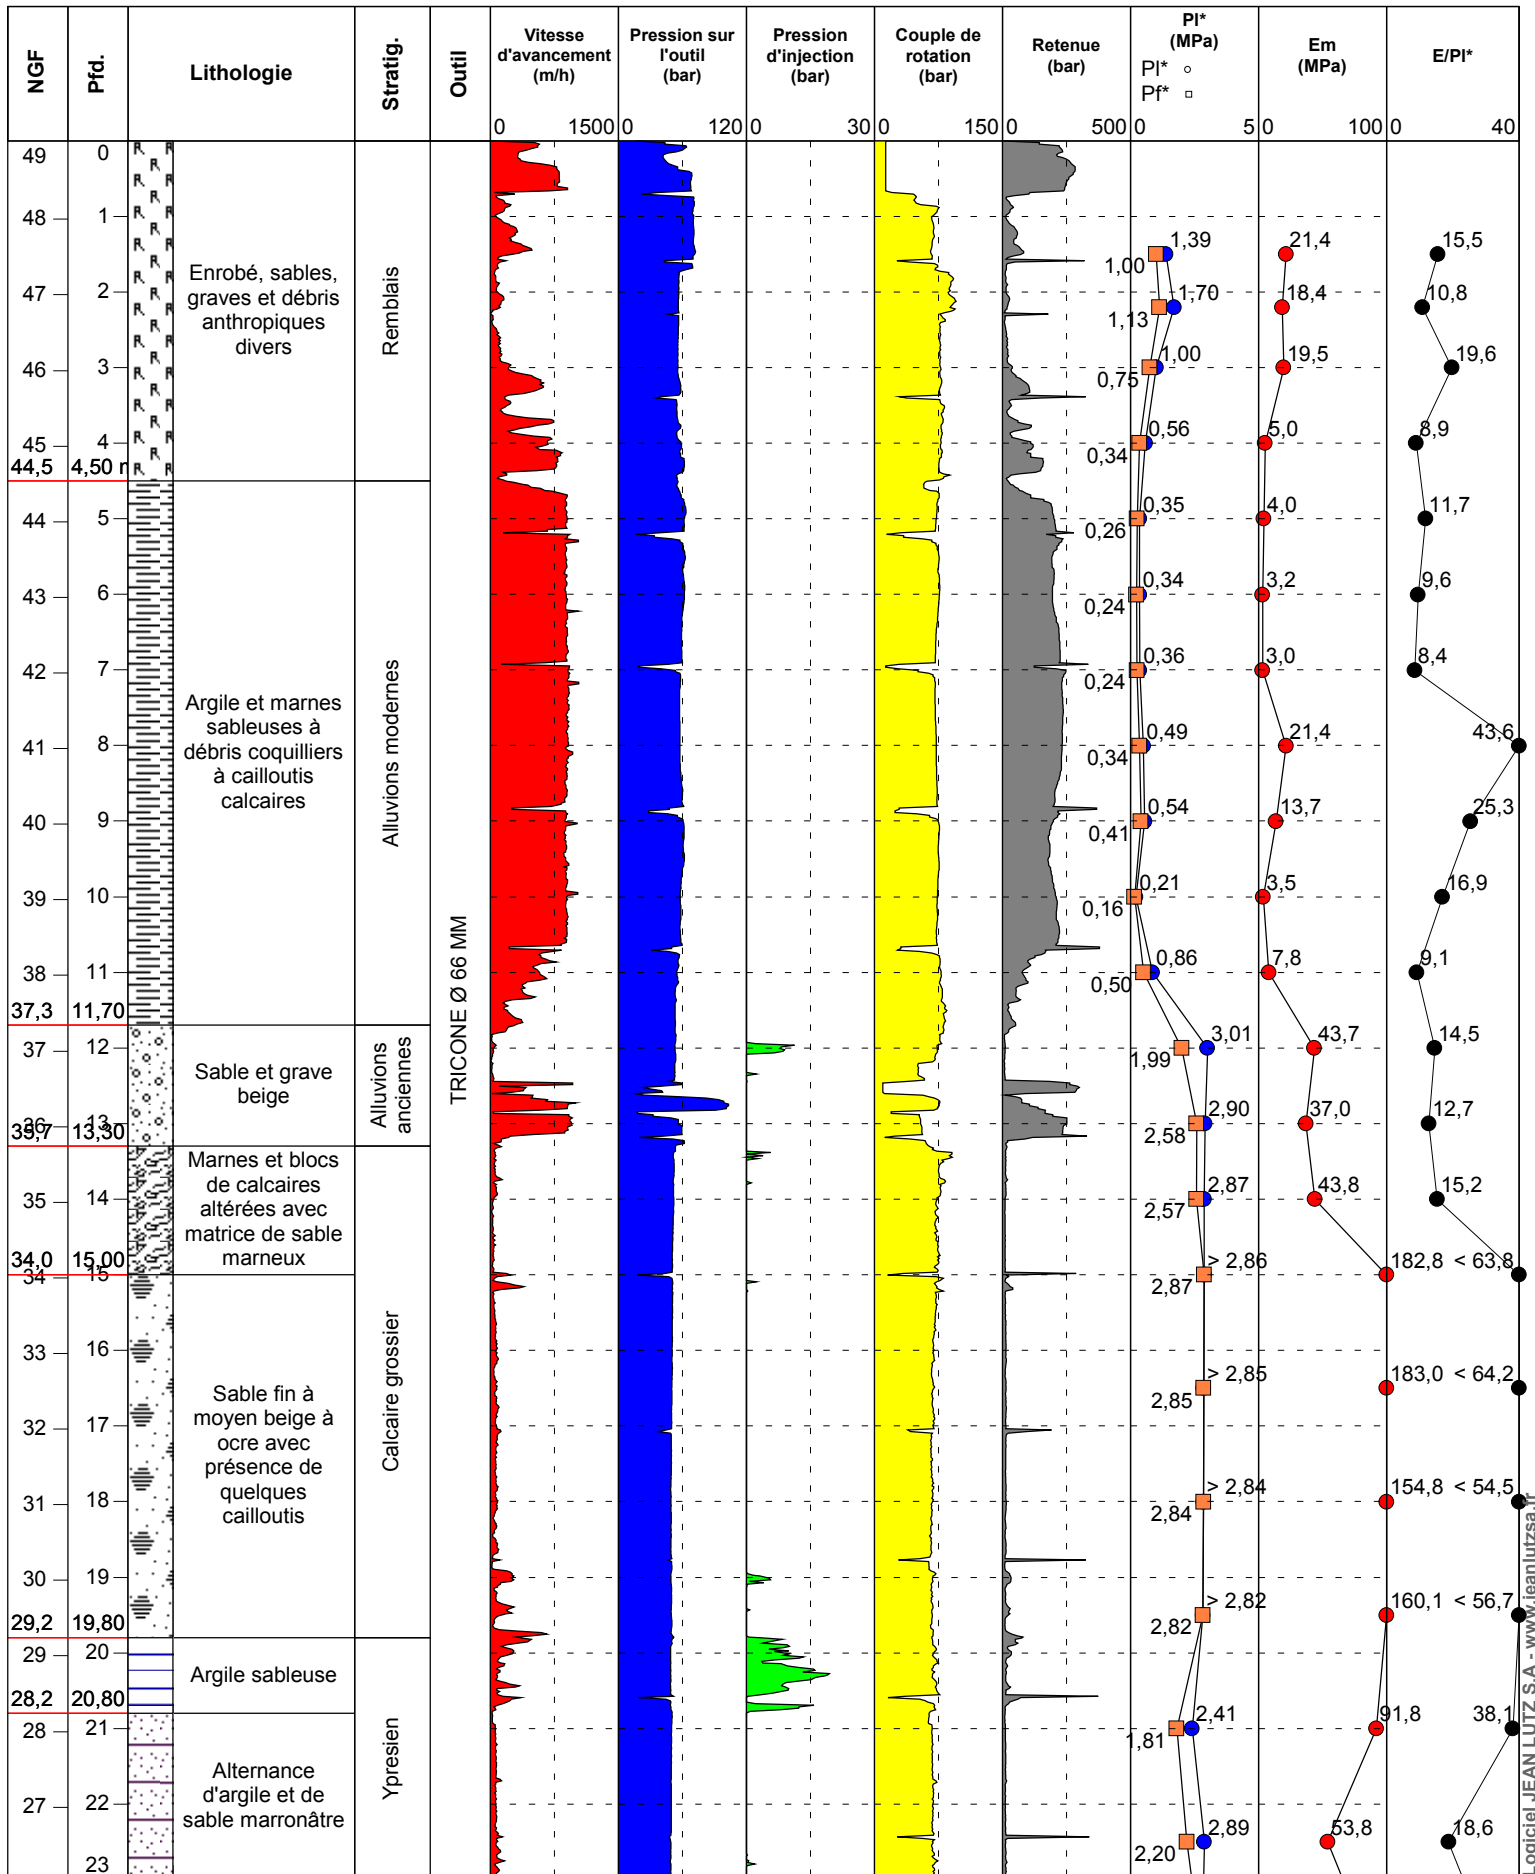 NGF
Pfd.
Lithologie
Stratig.
Outil
Vitesse
d'avancement
(m/h)
Pression sur
l'outil
(bar)
Pression
d'injection
(bar)
Couple de
rotation
(bar)
Retenue
(bar)
Pl*
(MPa)
Pl*
Pf*
Em
(MPa)
E/Pl*
0 1500 0 120 0 30 0 150 0 500 0 5 0 100 0 40
49 0
48 1
1,39 21,4 15,5
1,00
47 2
1,70 18,4 10,8
1,13
46 3
1,00 19,5 19,6
0,75
45 4
0,56 5,0 8,9
0,34
44,5 4,50
Enrobé, sables,
graves et débris
anthropiques
divers
Remblais
44 5
0,35 4,0 11,7
0,26
43 6
0,34 3,2 9,6
0,24
42 7
0,36 3,0 8,4
0,24
41 8
0,49 21,4 43,6
0,34
40 9
0,54 13,7 25,3
0,41
39 10
0,21 3,5 16,9
0,16
38 11
0,86 7,8 9,1
0,50
37,3 11,70
Argile et marnes
sableuses à
débris coquilliers
à cailloutis
calcaires
Alluvions modernes
TRICONE Ø 66 MM
37 12
3,01 43,7 14,5
1,99
36 13
2,90 37,0 12,7
2,58
35,7 13,30
Sable et grave
beige
Alluvions
anciennes
Marnes et blocs
de calcaires
altérées avec
matrice de sable
marneux
35 14
2,87 43,8 15,2
2,57
34,0 15,00
34 15
> 2,86 182,8 < 63,8
2,87
33 16
> 2,85 183,0 < 64,2
2,85
32 17
31 18
> 2,84 154,8 < 54,5
2,84
30 19
> 2,82 160,1 < 56,7
2,82
29,2 19,80
Sable fin à
moyen beige à
ocre avec
présence de
quelques
cailloutis
Calcaire grossier
29 20
Argile sableuse
28,2 20,80
28 21
2,41 91,8 38,1
1,81
27 22
2,89 53,8 18,6
2,20
23
Alternance
d'argile et de
sable marronâtre
Ypresien
Logiciel JEAN LUTZ S.A - www.jeanlutzsa.fr